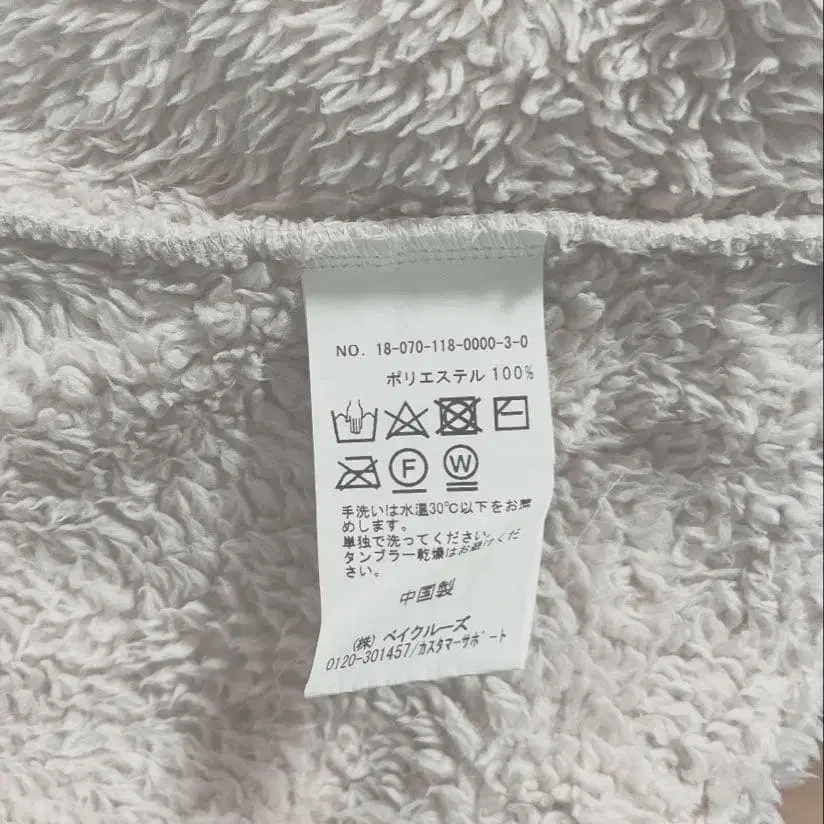 NO. 18-070-118-0000-3-0
ポリエステル 100%
F W
手洗いは水温30℃以下をお薦
めします。
単独で洗ってください。
タンブラー乾燥はお避けくだ
さい。
中国製
(株) ベイクルーズ
0120-301457/カスタマーサポート